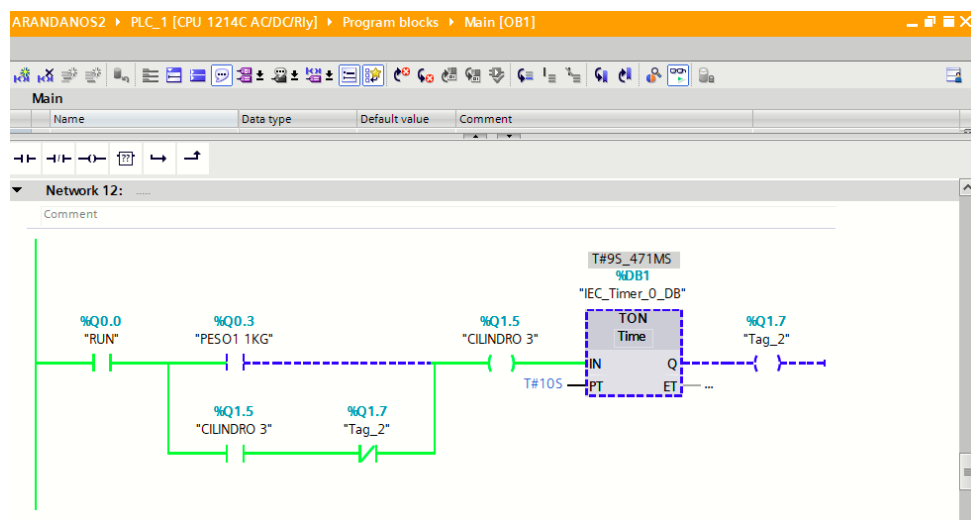 ARANDANOS2 ▸ PLC_1 [CPU 1214C AC/DC/Rly] ▸ Program blocks ▸ Main [OB1]
Main
Name Data type Default value Comment
??
Network 12: .....
Comment
T#9S_471MS
%DB1
"IEC_Timer_0_DB"
%Q0.0 %Q0.3 %Q1.5 TON %Q1.7
"RUN" "PESO1 1KG" "CILINDRO 3" Time "Tag_2"
IN Q
T#10S PT ET ...
%Q1.5 %Q1.7
"CILINDRO 3" "Tag_2"